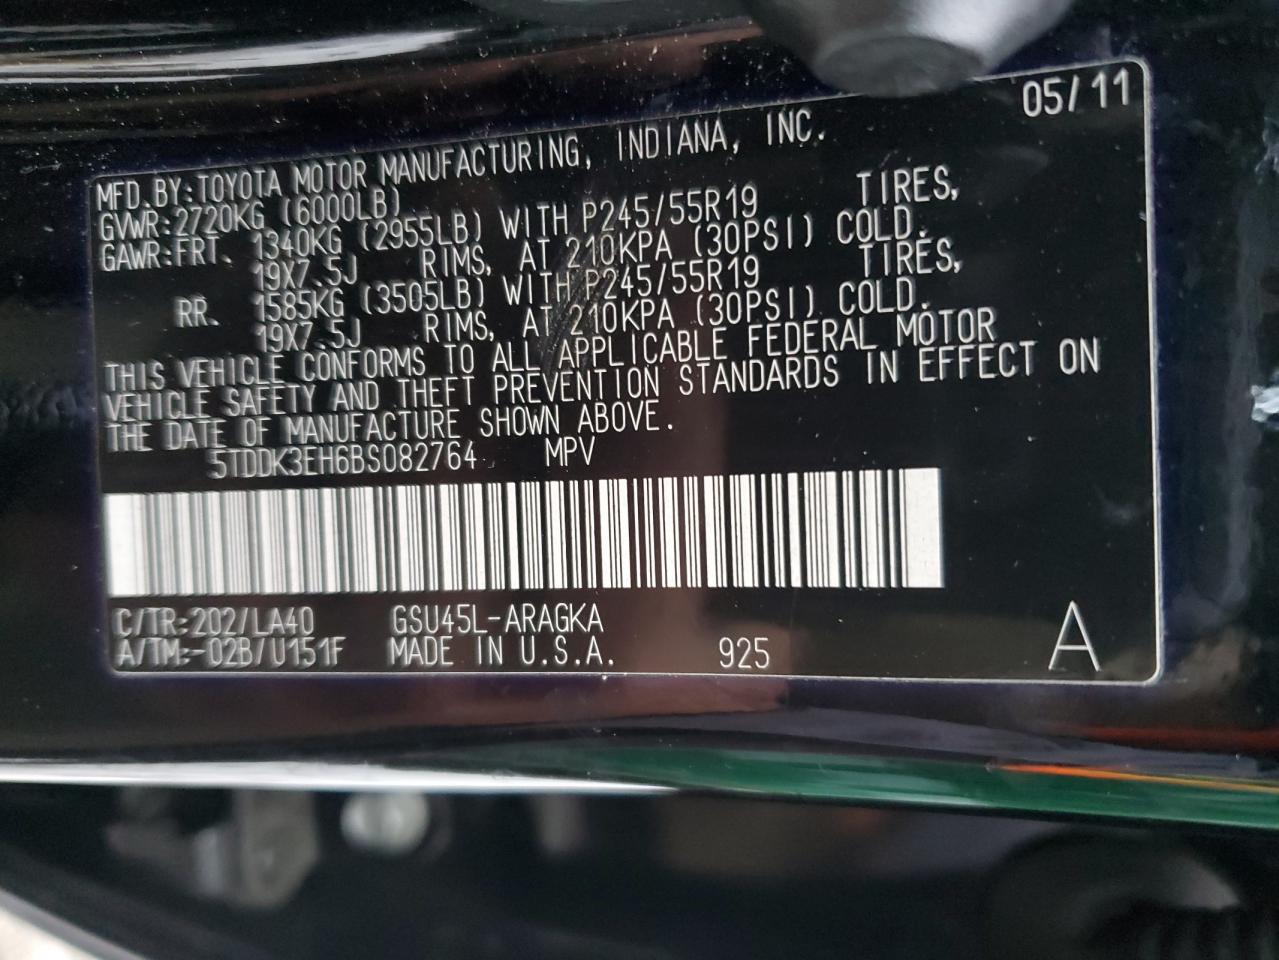 05/11
MFD.BY:TOYOTA MOTOR MANUFACTURING, INDIANA, INC.
GVWR:2720KG (6000LB)
GAWR:FRT. 1340KG (2955LB) WITH P245/55R19 TIRES,
19X7.5J RIMS, AT 210KPA (30PSI) COLD.
RR. 1585KG (3505LB) WITH P245/55R19 TIRES,
19X7.5J RIMS, AT 210KPA (30PSI) COLD.
THIS VEHICLE CONFORMS TO ALL APPLICABLE FEDERAL MOTOR
VEHICLE SAFETY AND THEFT PREVENTION STANDARDS IN EFFECT ON
THE DATE OF MANUFACTURE SHOWN ABOVE.
5TDDK3EH6BS082764 MPV
C/TR:202/LA40 GSU45L-ARAGKA
A/TM:-02B/U151F MADE IN U.S.A. 925 A